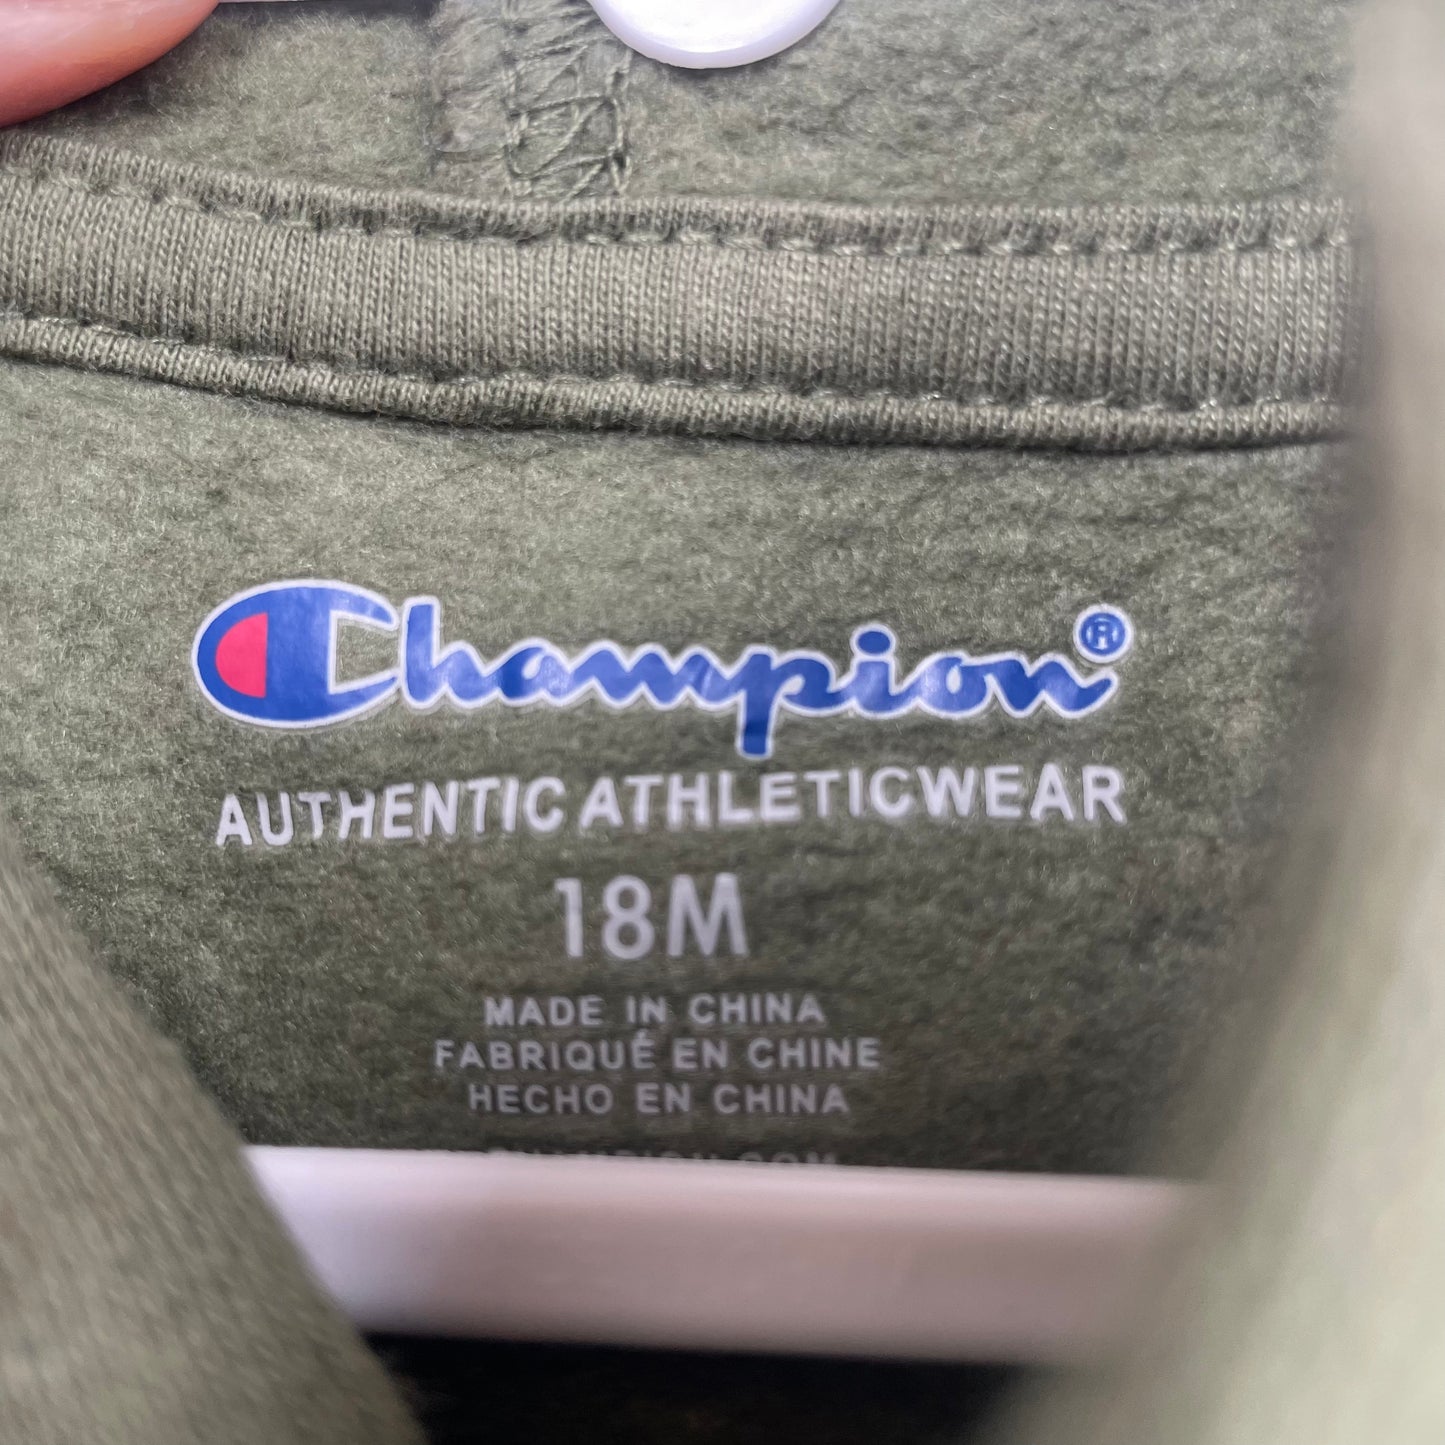 Champion®
AUTHENTIC ATHLETICWEAR
18M
MADE IN CHINA
FABRIQUÉ EN CHINE
HECHO EN CHINA